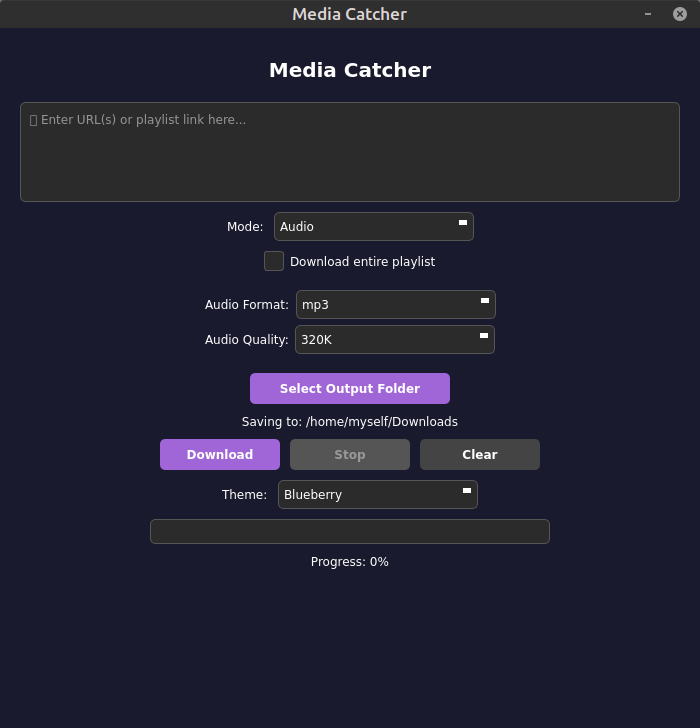 Media Catcher
Media Catcher
Enter URL(s) or playlist link here...
Mode: Audio
Download entire playlist
Audio Format: mp3
Audio Quality: 320K
Select Output Folder
Saving to: /home/myself/Downloads
Download Stop Clear
Theme: Blueberry
Progress: 0%